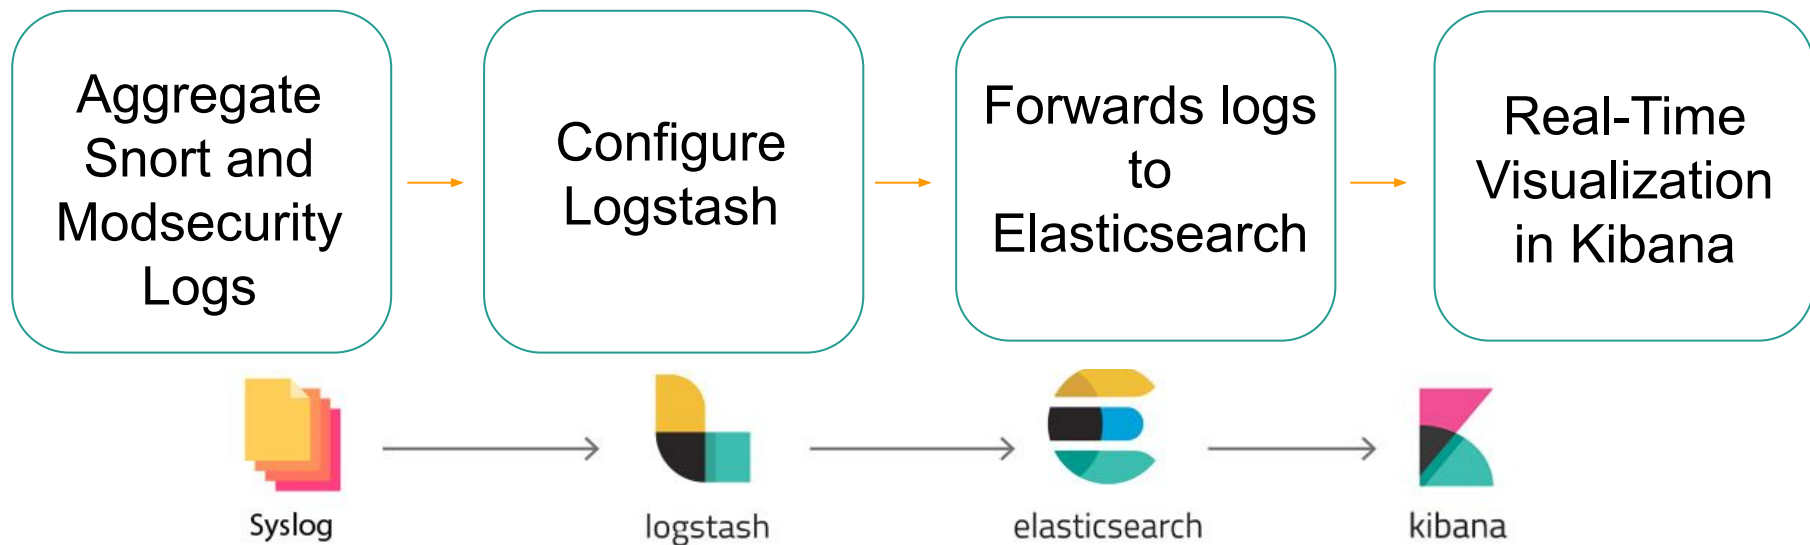 Aggregate
Snort and
Modsecurity
Logs
Configure
Logstash
Forwards logs
to
Elasticsearch
Real-Time
Visualization
in Kibana
Syslog
logstash
elasticsearch
kibana